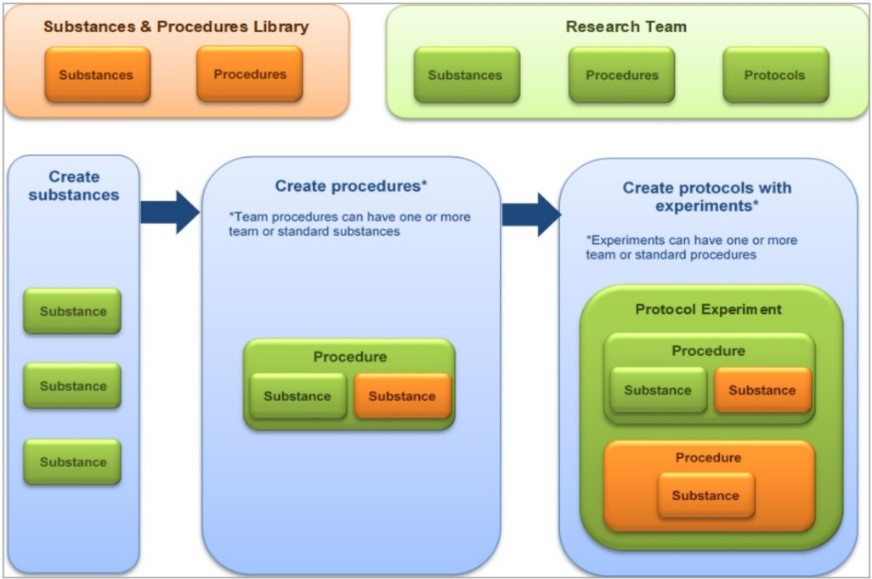 Substances & Procedures Library
Substances
Procedures
Research Team
Substances
Procedures
Protocols
Create
substances
Substance
Substance
Substance
Create procedures*
*Team procedures can have one or more
team or standard substances
Procedure
Substance
Substance
Create protocols with
experiments*
*Experiments can have one or more
team or standard procedures
Protocol Experiment
Procedure
Substance
Substance
Procedure
Substance